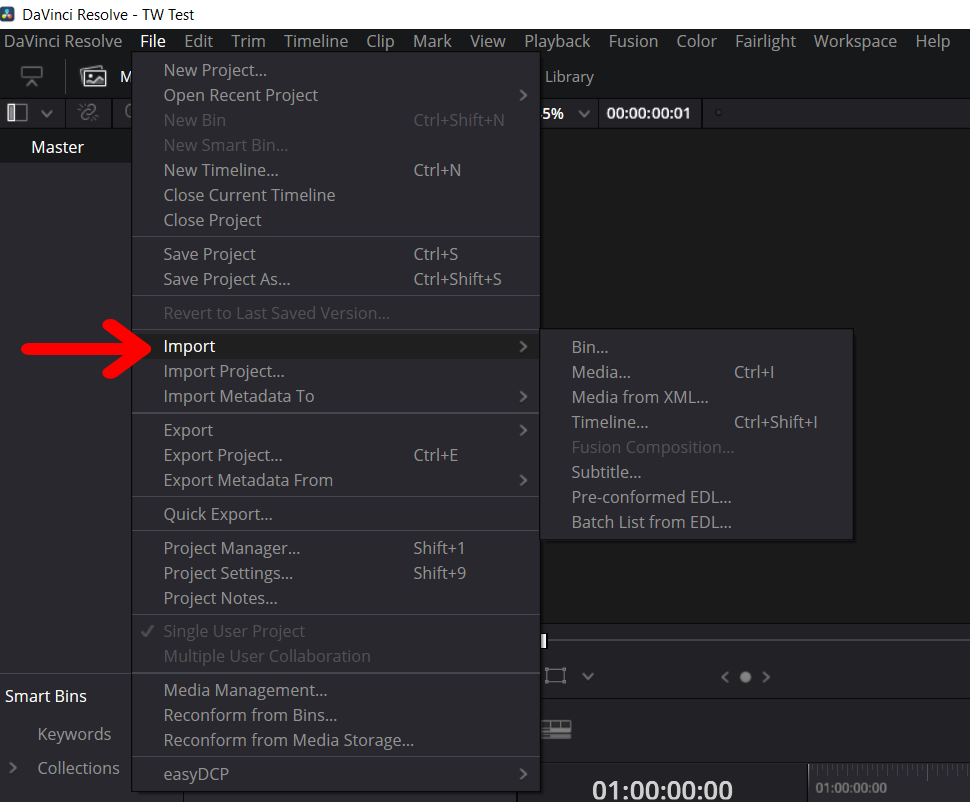 DaVinci Resolve - TW Test
DaVinci Resolve File Edit Trim Timeline Clip Mark View Playback Fusion Color Fairlight Workspace Help
M
Library
5%
00:00:00:01
Master
New Project...
Open Recent Project
New Bin Ctrl+Shift+N
New Smart Bin...
New Timeline... Ctrl+N
Close Current Timeline
Close Project
Save Project Ctrl+S
Save Project As... Ctrl+Shift+S
Revert to Last Saved Version...
Import
Import Project...
Import Metadata To
Export
Export Project... Ctrl+E
Export Metadata From
Quick Export...
Project Manager... Shift+1
Project Settings... Shift+9
Project Notes...
Single User Project
Multiple User Collaboration
Media Management...
Reconform from Bins...
Reconform from Media Storage...
easyDCP
Bin...
Media... Ctrl+I
Media from XML...
Timeline... Ctrl+Shift+I
Fusion Composition...
Subtitle...
Pre-conformed EDL...
Batch List from EDL...
Smart Bins
Keywords
Collections
01:00:00:00
01:00:00:00